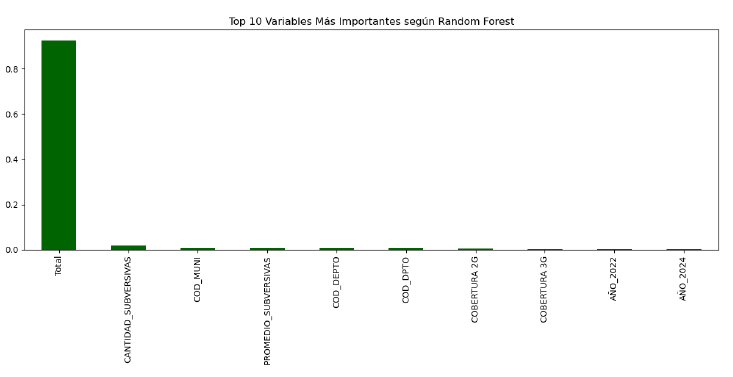 Top 10 Variables Más Importantes según Random Forest
0.8
0.6
0.4
0.2
0.0
Total
CANTIDAD_SUBVERSIVAS
COD_MUNI
PROMEDIO_SUBVERSIVAS
COD_DEPTO
COD_DPTO
COBERTURA 2G
COBERTURA 3G
AÑO_2022
AÑO_2024